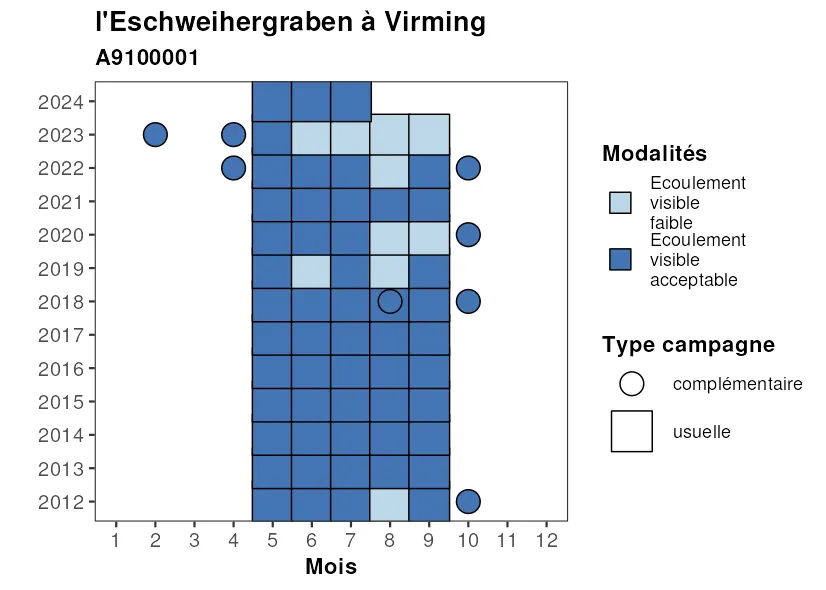 l'Eschweihergraben à Virming
A9100001
2024
2023
2022
2021
2020
2019
2018
2017
2016
2015
2014
2013
2012
1 2 3 4 5 6 7 8 9 10 11 12
Mois
Modalités
Ecoulement
visible
faible
Ecoulement
visible
acceptable
Type campagne
complémentaire
usuelle